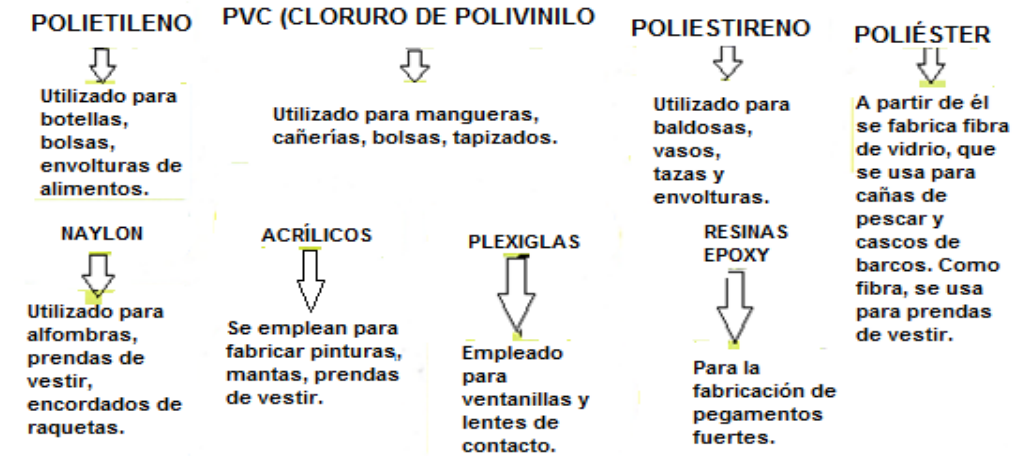 POLIETILENO
Utilizado para
botellas,
bolsas,
envolturas de
alimentos.
PVC (CLORURO DE POLIVINILO
Utilizado para mangueras,
cañerías, bolsas, tapizados.
POLIESTIRENO
Utilizado para
baldosas,
vasos,
tazas y
envolturas.
POLIÉSTER
A partir de él
se fabrica fibra
de vidrio, que
se usa para
cañas de
pescar y
cascos de
barcos. Como
fibra, se usa
para prendas
de vestir.
NAYLON
Utilizado para
alfombras,
prendas de
vestir,
encordados de
raquetas.
ACRÍLICOS
Se emplean para
fabricar pinturas,
mantas, prendas
de vestir.
PLEXIGLAS
Empleado
para
ventanillas y
lentes de
contacto.
RESINAS
EPOXY
Para la
fabricación de
pegamentos
fuertes.